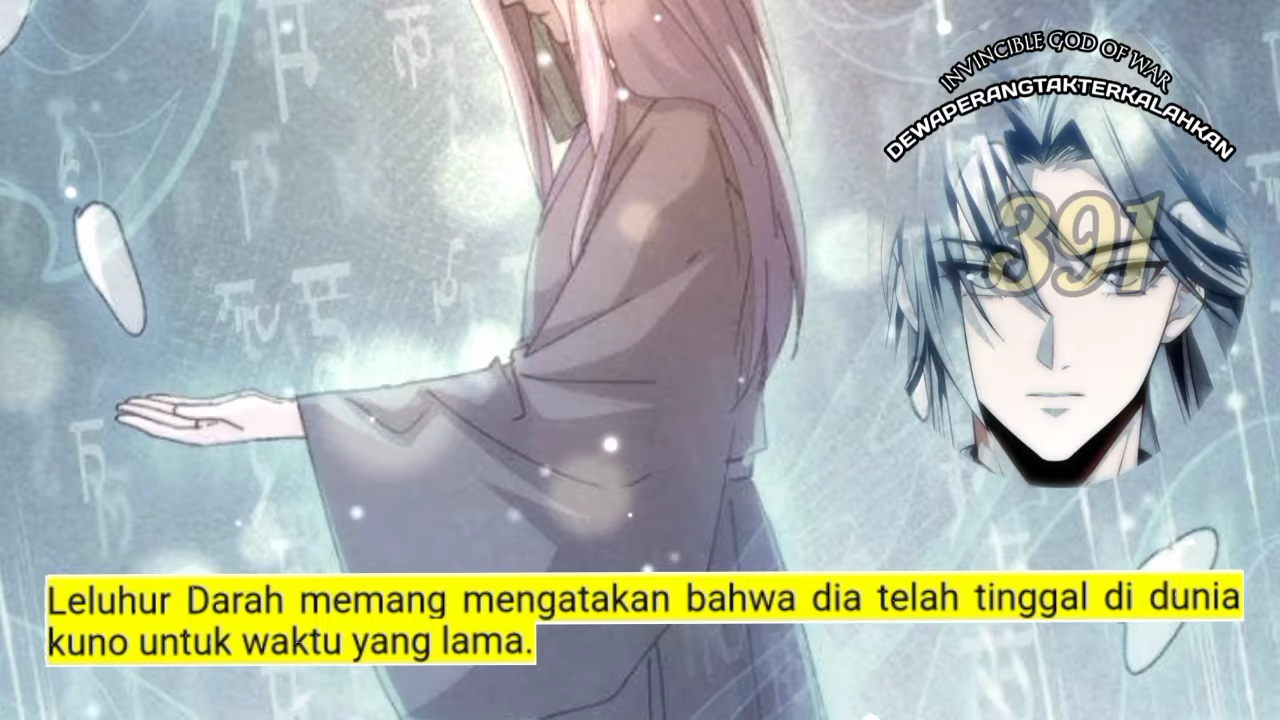 INVINCIBLE GOD OF WAR
DEWAPERANGTAKTERKALAHKAN
391
Leluhur Darah memang mengatakan bahwa dia telah tinggal di dunia
kuno untuk waktu yang lama.